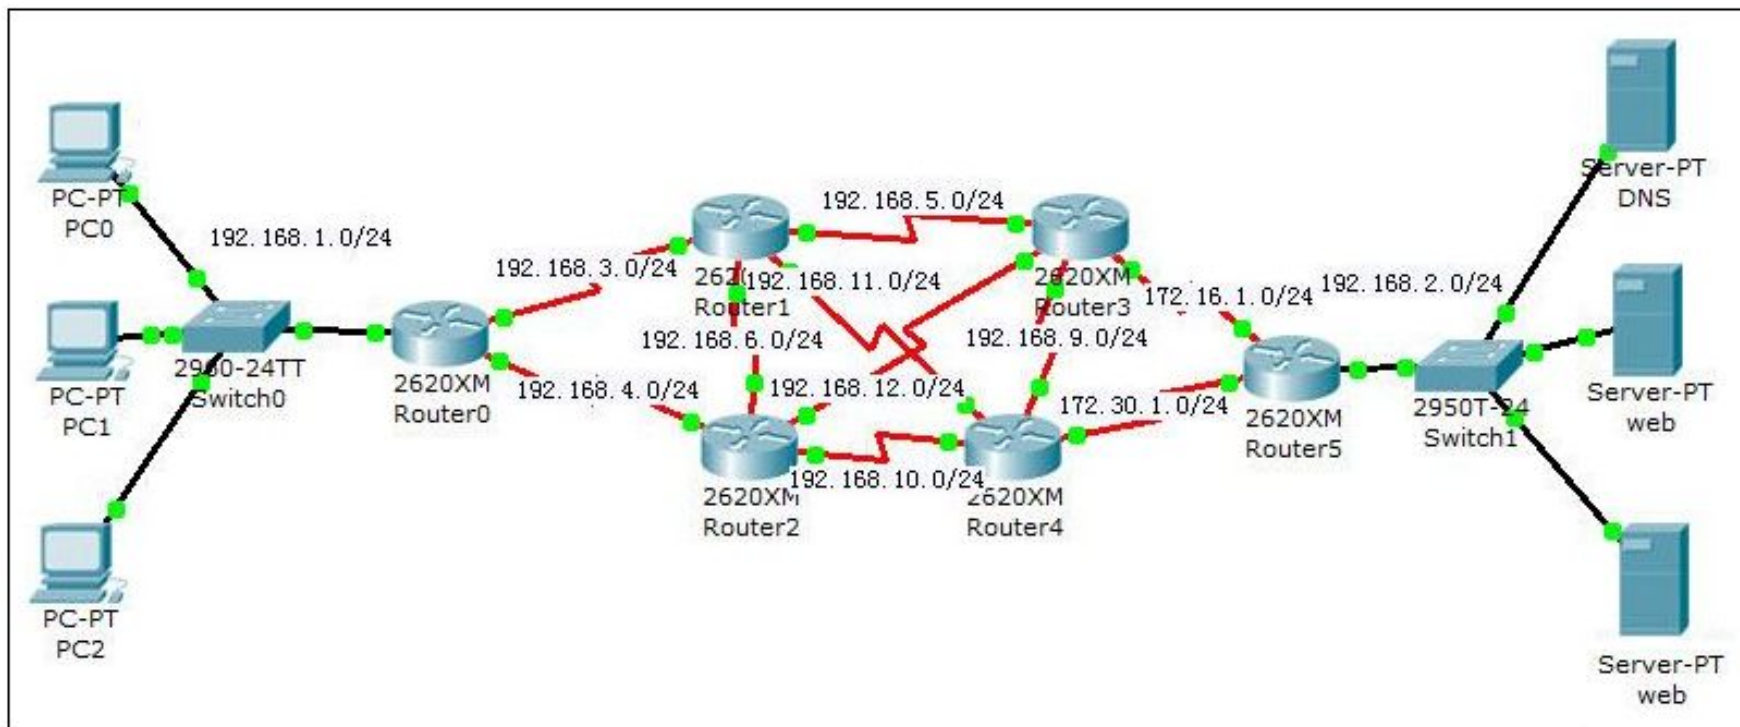 PC-PT
PC0
192.168.1.0/24
PC-PT
PC1
2960-24TT
Switch0
PC-PT
PC2
2620XM
Router0
192.168.3.0/24
192.168.4.0/24
Router1
192.168.5.0/24
192.168.11.0/24
192.168.6.0/24
192.168.12.0/24
2620XM
Router2
192.168.10.0/24
2620XM
Router3
192.168.9.0/24
2620XM
Router4
172.16.1.0/24
172.30.1.0/24
2620XM
Router5
192.168.2.0/24
2950T-24
Switch1
Server-PT
DNS
Server-PT
web
Server-PT
web